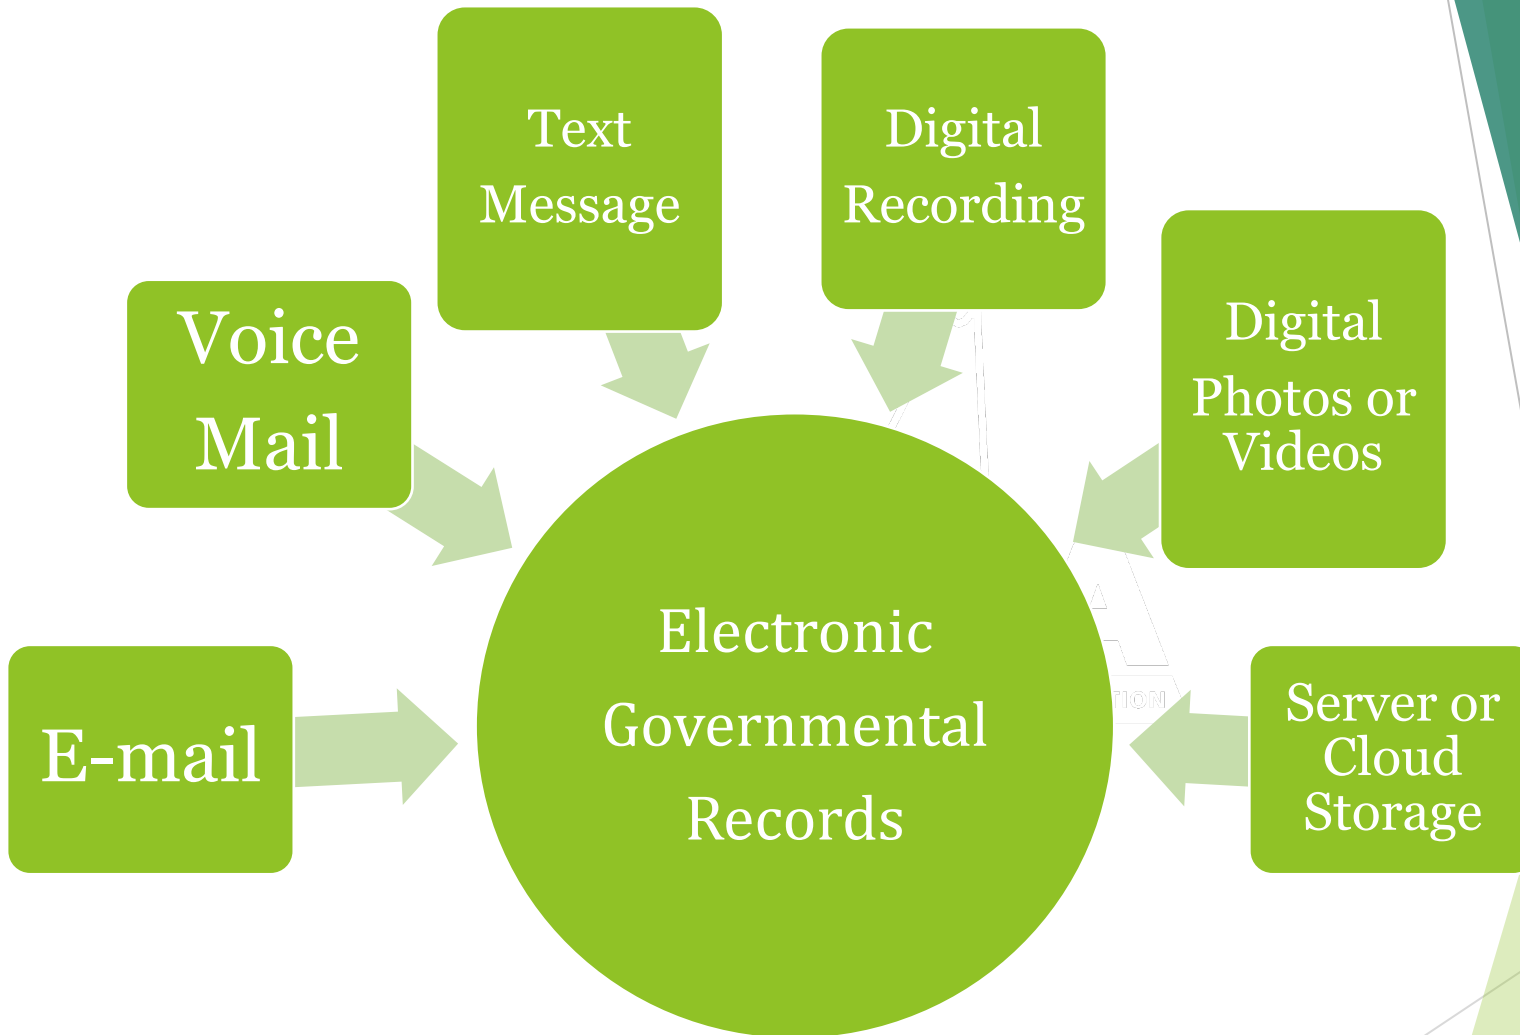 Text
Message
Digital
Recording
Voice
Mail
Digital
Photos or
Videos
E-mail
Electronic
Governmental
Records
Server or
Cloud
Storage